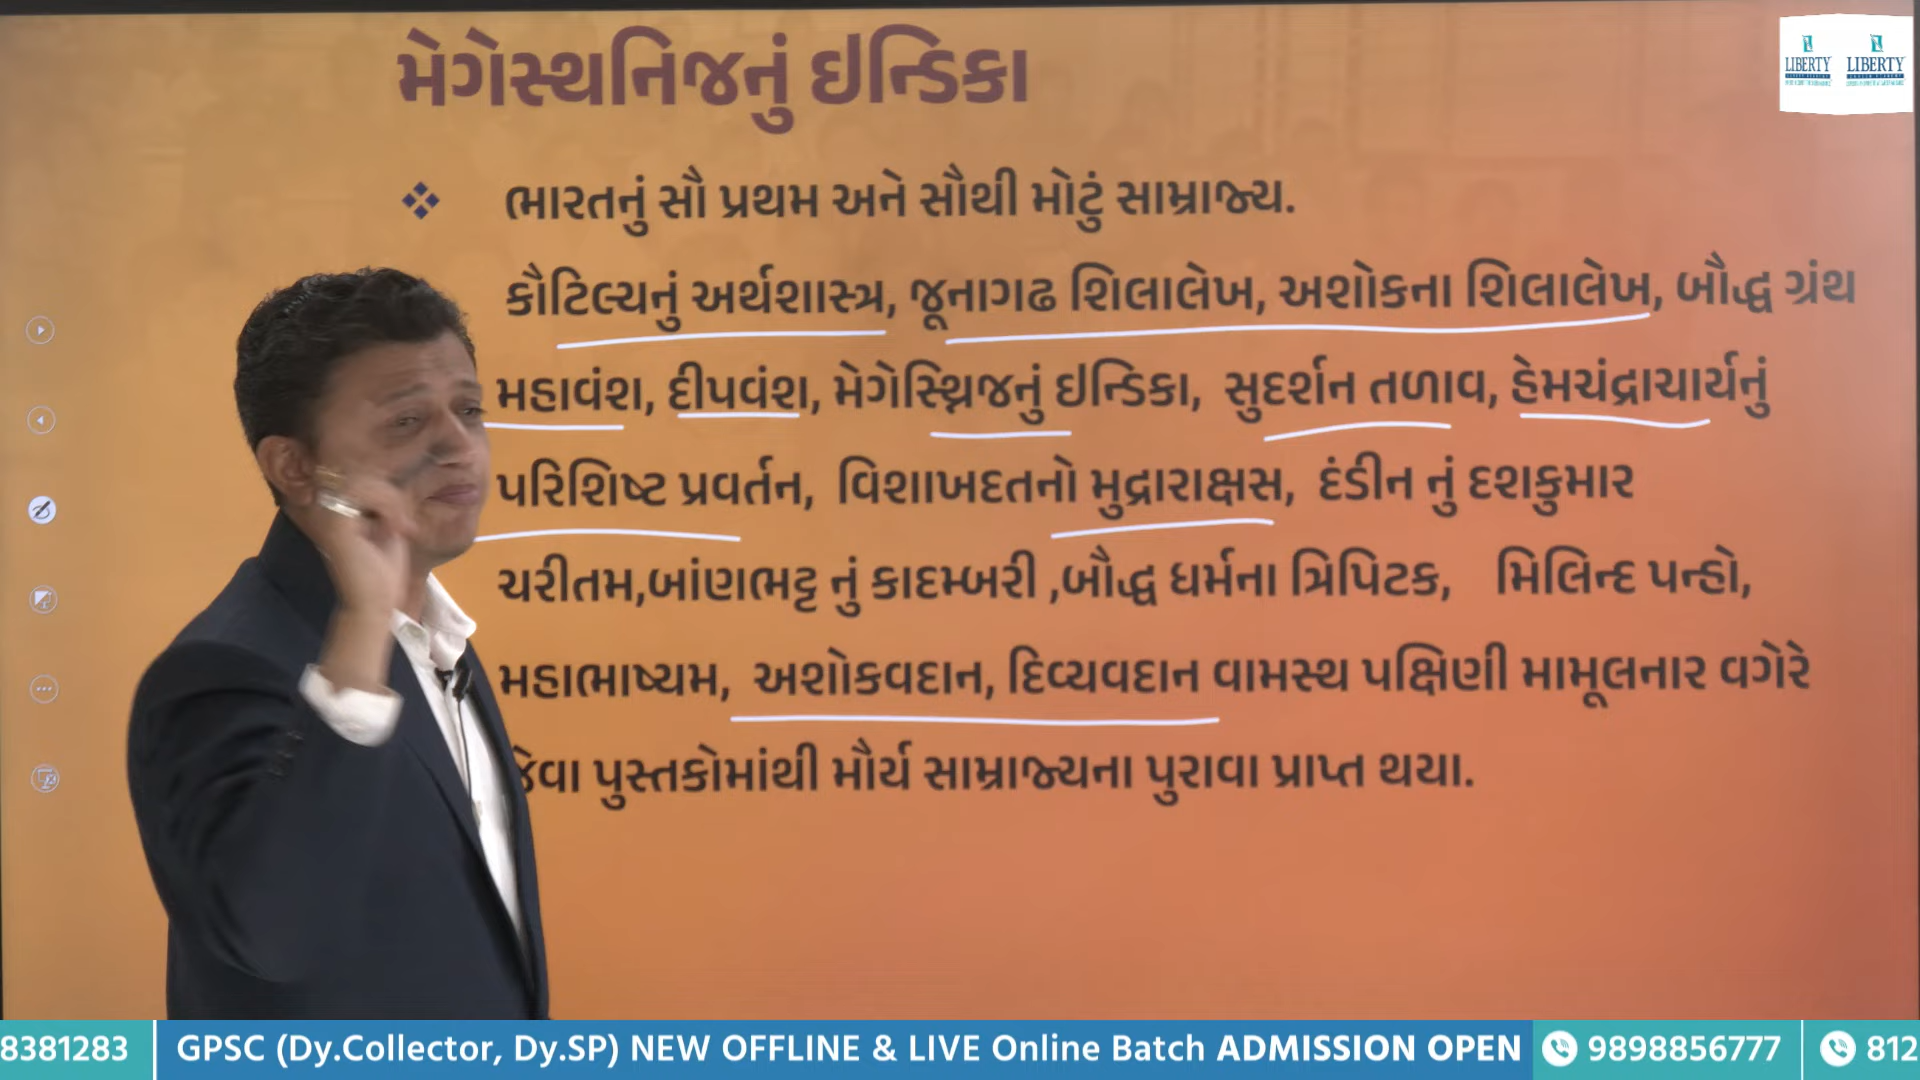 મેગેસ્થનિજનું ઇન્ડિકા
LIBERTY LIBERTY
ભારતનું સૌ પ્રથમ અને સૌથી મોટું સામ્રાજ્ય.
કૌટિલ્યનું અર્થશાસ્ત્ર, જૂનાગઢ શિલાલેખ, અશોકના શિલાલેખ, બૌદ્ધ ગ્રંથ
મહાવંશ, દીપવંશ, મેગેસ્થ્નિજનું ઇન્ડિકા, સુદર્શન તળાવ, હેમચંદ્રાચાર્યનું
પરિશિષ્ટ પ્રવર્તન, વિશાખદતનો મુદ્રારાક્ષસ, દંડીન નું દશકુમાર
ચરીતમ,બાંણભટ્ટ નું કાદમ્બરી ,બૌદ્ધ ધર્મના ત્રિપિટક, મિલિન્દ પન્હો,
મહાભાષ્યમ, અશોકવદાન, દિવ્યવદાન વામસ્થ પક્ષિણી મામૂલનાર વગેરે
જેવા પુસ્તકોમાંથી મૌર્ય સામ્રાજ્યના પુરાવા પ્રાપ્ત થયા.
8381283 GPSC (Dy.Collector, Dy.SP) NEW OFFLINE & LIVE Online Batch ADMISSION OPEN 9898856777 812